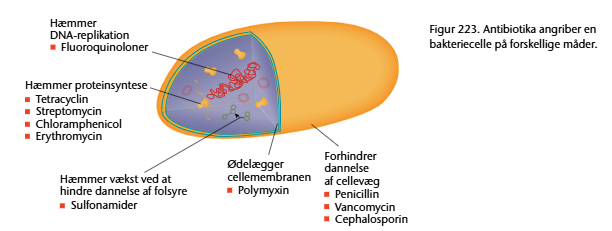 Hæmmer
DNA-replikation
Fluoroquinoloner
Figur 223. Antibiotika angriber en
bakteriecelle på forskellige måder.
Hæmmer proteinsyntese
Tetracyclin
Streptomycin
Chloramphenicol
Erythromycin
Hæmmer vækst ved at
hindre dannelse af folsyre
Sulfonamider
Ødelægger
cellemembranen
Polymyxin
Forhindrer
dannelse
af cellevæg
Penicillin
Vancomycin
Cephalosporin